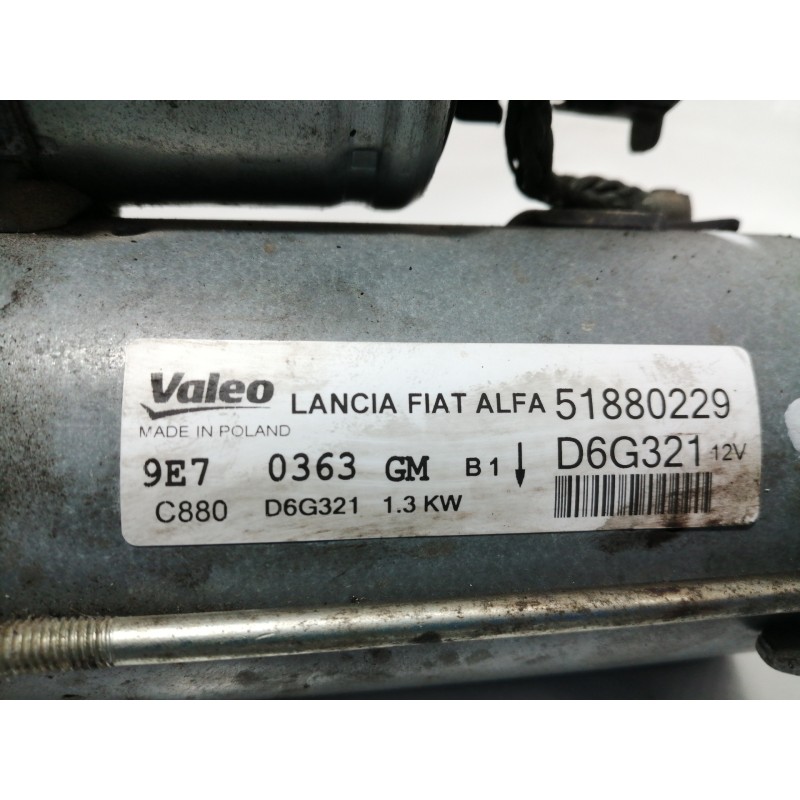 Valeo LANCIA FIAT ALFA 51880229
MADE IN POLAND
9E7 0363 GM B1 ↓ D6G321 12V
C880 D6G321 1.3 KW